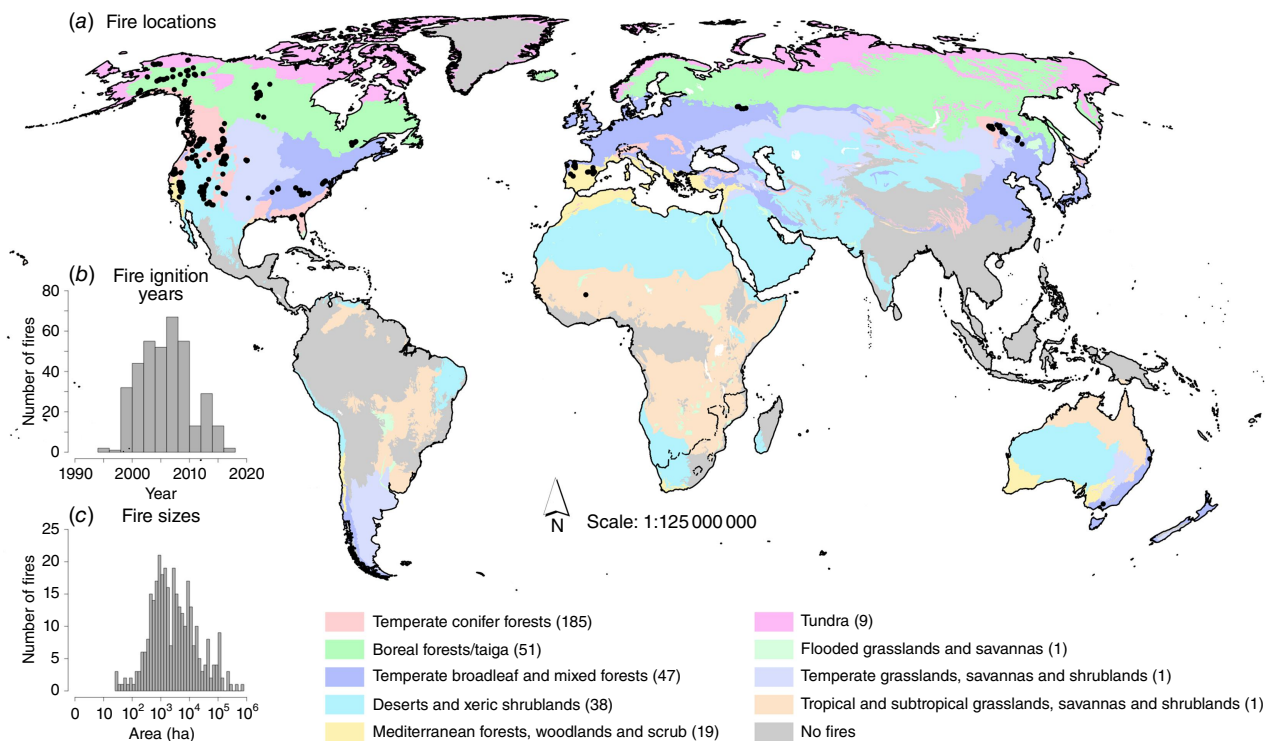 (a) Fire locations
(b) Fire ignition
years
80
60
40
20
0
Number of fires
1990 2000 2010 2020
Year
(c) Fire sizes
25
20
15
10
5
0
Number of fires
0 10 10² 10³ 10⁴ 10⁵ 10⁶
Area (ha)
N
Scale: 1:125 000 000
Temperate conifer forests (185)
Boreal forests/taiga (51)
Temperate broadleaf and mixed forests (47)
Deserts and xeric shrublands (38)
Mediterranean forests, woodlands and scrub (19)
Tundra (9)
Flooded grasslands and savannas (1)
Temperate grasslands, savannas and shrublands (1)
Tropical and subtropical grasslands, savannas and shrublands (1)
No fires